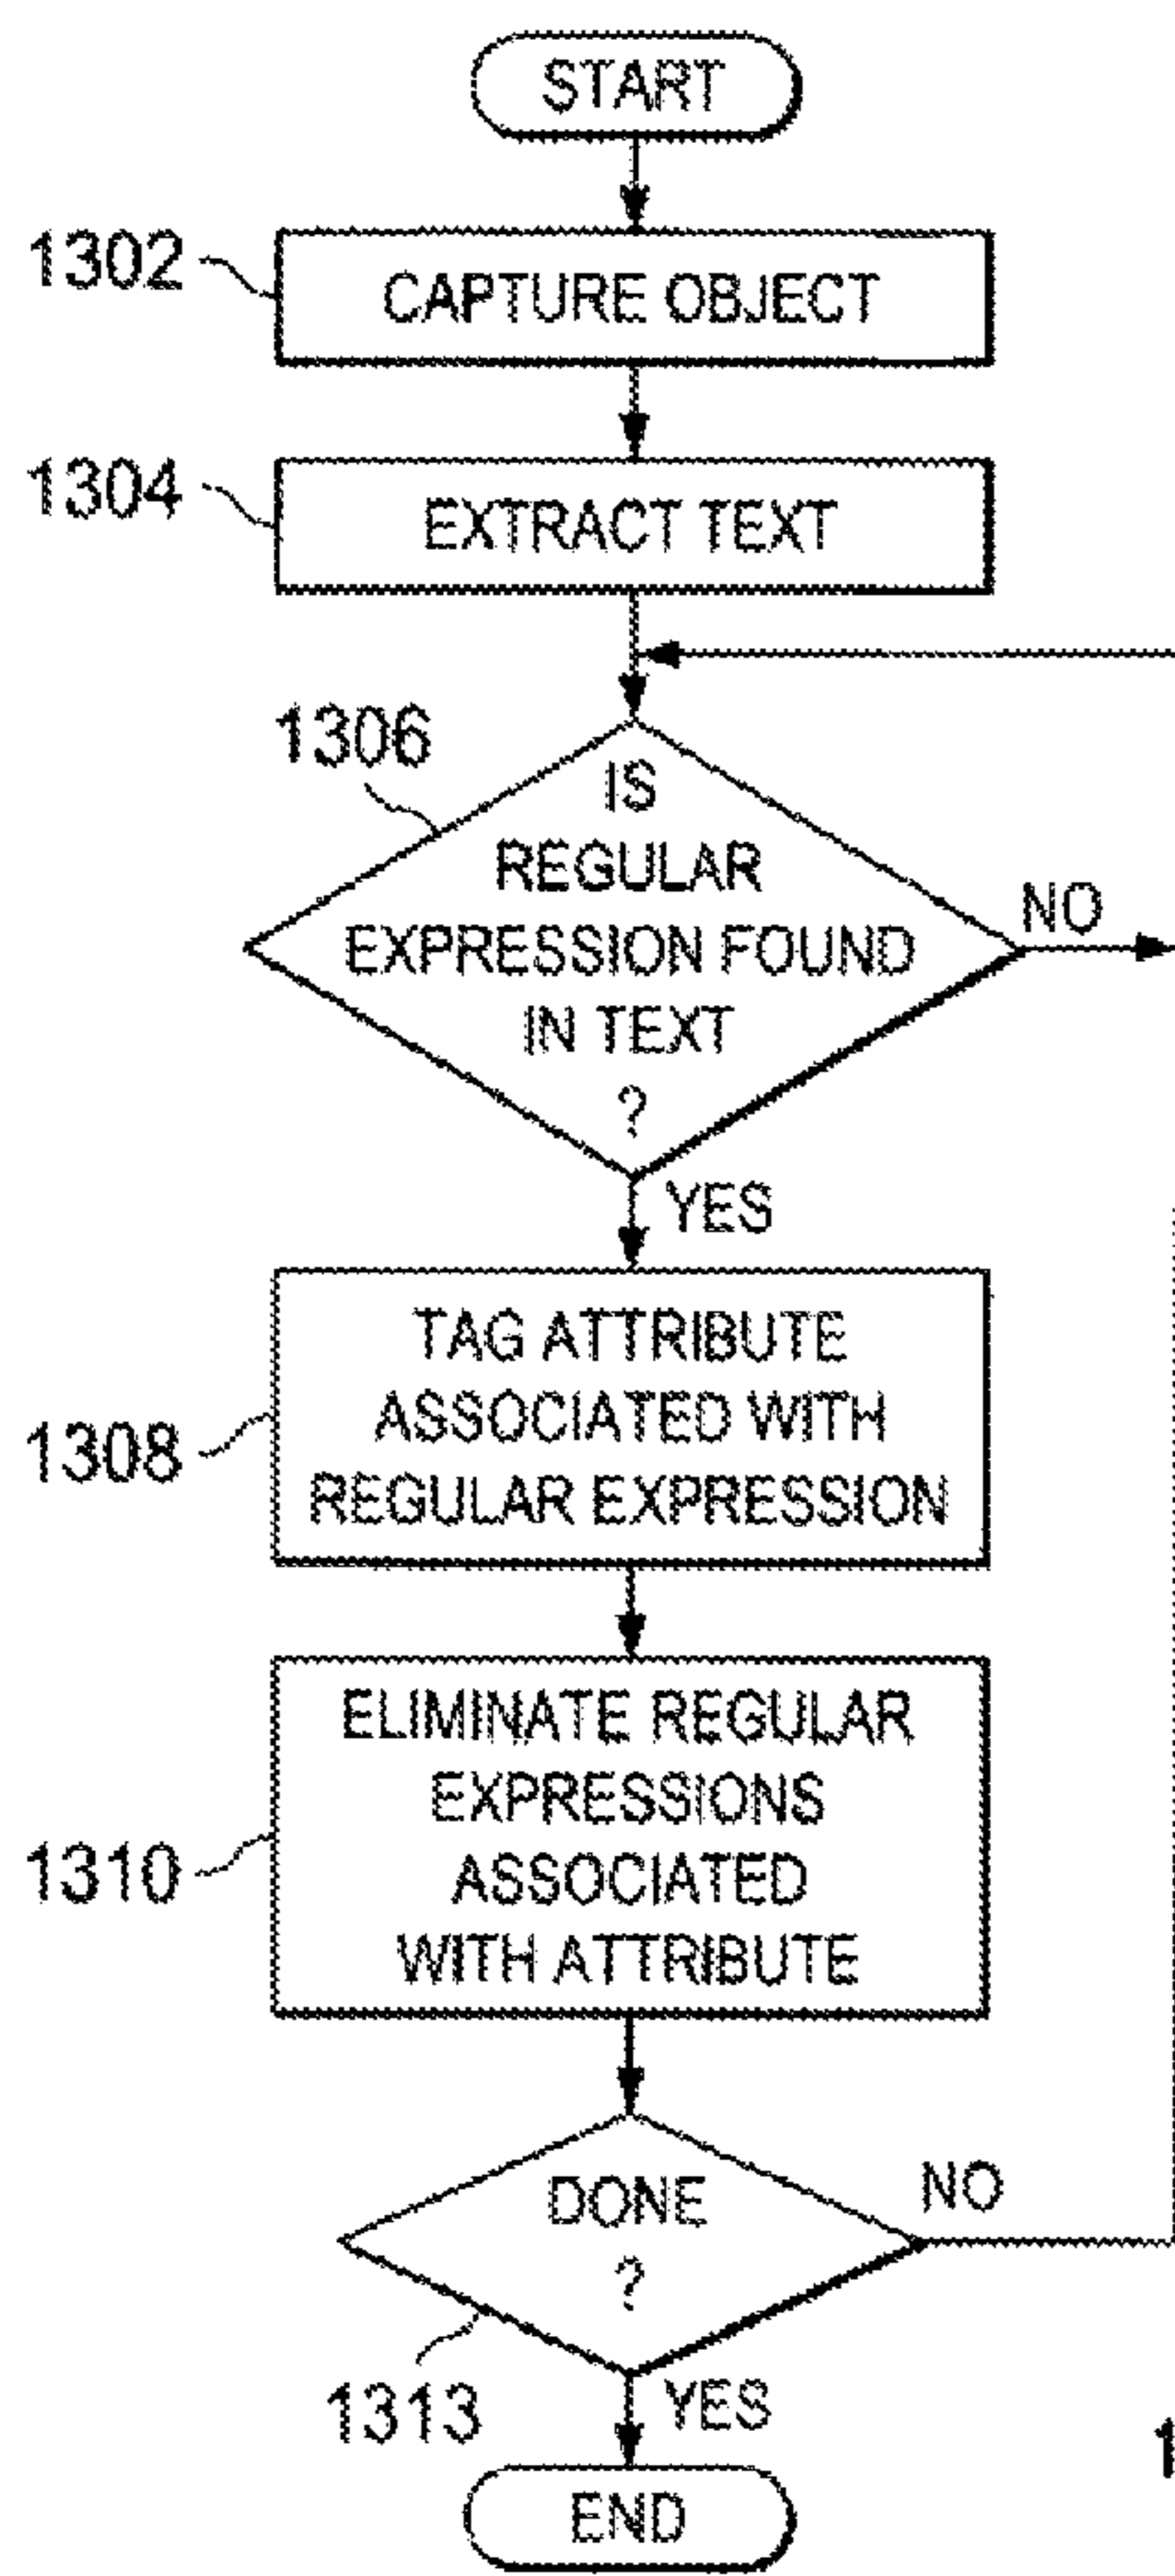 START
1302
CAPTURE OBJECT
1304
EXTRACT TEXT
1306
IS
REGULAR
EXPRESSION FOUND
IN TEXT
?
NO
YES
1308
TAG ATTRIBUTE
ASSOCIATED WITH
REGULAR EXPRESSION
1310
ELIMINATE REGULAR
EXPRESSIONS
ASSOCIATED
WITH ATTRIBUTE
DONE
?
NO
1313
YES
END